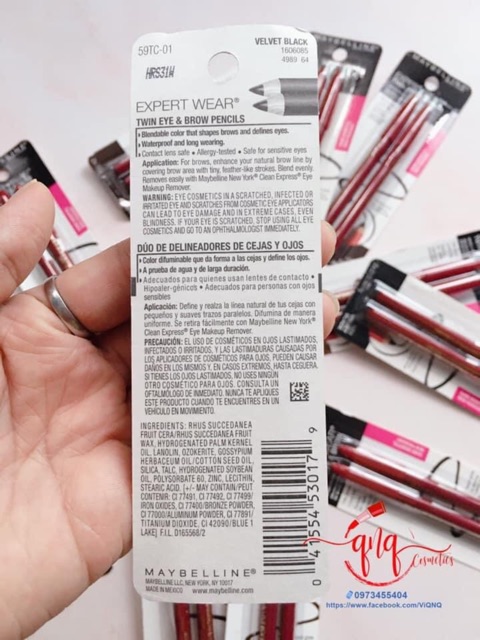 59TC-01
VELVET BLACK
1606085
4989 64
HRS31W
EXPERT WEAR®
TWIN EYE & BROW PENCILS
• Blendable color that shapes brows and defines eyes.
• Waterproof and long wearing.
• Contact lens safe • Allergy-tested • Safe for sensitive eyes
Application: For brows, enhance your natural brow line by
covering brow area with tiny, feather-like strokes. Blend evenly.
Removes easily with Maybelline New York® Clean Express® Eye
Makeup Remover.
WARNING: EYE COSMETICS IN A SCRATCHED, INFECTED OR
IRRITATED EYE AND SCRATCHES FROM COSMETIC EYE APPLICATORS
CAN LEAD TO EYE DAMAGE AND IN EXTREME CASES, EVEN
BLINDNESS. IF YOUR EYE IS SCRATCHED, STOP USING ALL EYE
COSMETICS AND GO TO AN OPHTHALMOLOGIST IMMEDIATELY.
DÚO DE DELINEADORES DE CEJAS Y OJOS
• Color difuminable que da forma a las cejas y define los ojos.
• A prueba de agua y de larga duración.
• Adecuados para quienes usan lentes de contacto •
Hipoaler-génicos • Adecuados para personas con ojos
sensibles
Aplicación: Define y realza la línea natural de tus cejas con
pequeños y suaves trazos paralelos. Difumina de manera
uniforme. Se retira fácilmente con Maybelline New York®
Clean Express® Eye Makeup Remover.
PRECAUCIÓN: EL USO DE COSMÉTICOS EN OJOS LASTIMADOS,
INFECTADOS O IRRITADOS, Y LAS LASTIMADURAS CAUSADAS POR
LOS APLICADORES DE COSMÉTICOS PARA OJOS, PUEDEN CAUSAR
DAÑOS EN LOS MISMOS Y, EN CASOS EXTREMOS, HASTA CEGUERA.
SI TIENES LOS OJOS LASTIMADOS, NO USES NINGÚN
OTRO COSMÉTICO PARA OJOS. CONSULTA UN
OFTALMÓLOGO DE INMEDIATO. NUNCA TE APLIQUES
ESTE PRODUCTO CUANDO TE ENCUENTRES EN UN
VEHÍCULO EN MOVIMIENTO.
INGREDIENTS: RHUS SUCCEDANEA
FRUIT CERA/RHUS SUCCEDANEA FRUIT
WAX, HYDROGENATED PALM KERNEL
OIL, LANOLIN, OZOKERITE, GOSSYPIUM
HERBACEUM OIL/COTTON SEED OIL,
SILICA, TALC, HYDROGENATED SOYBEAN
OIL, POLYSORBATE 60, ZINC, LECITHIN,
STEARIC ACID. [+/- MAY CONTAIN/PEUT
CONTENIR: CI 77491, CI 77492, CI 77499/
IRON OXIDES, CI 77400/BRONZE POWDER,
CI 77000/ALUMINUM POWDER, CI 77891/
TITANIUM DIOXIDE, CI 42090/BLUE 1
LAKE] F.I.L. D165568/2
0 41554 53017 9
MAYBELLINE
MAYBELLINE LLC, NEW YORK, NY 10017
MADE IN MEXICO www.maybelline.com
MAYBELLINE
qnq
Cosmetics
0973455404
https://www.facebook.com/ViQNQ